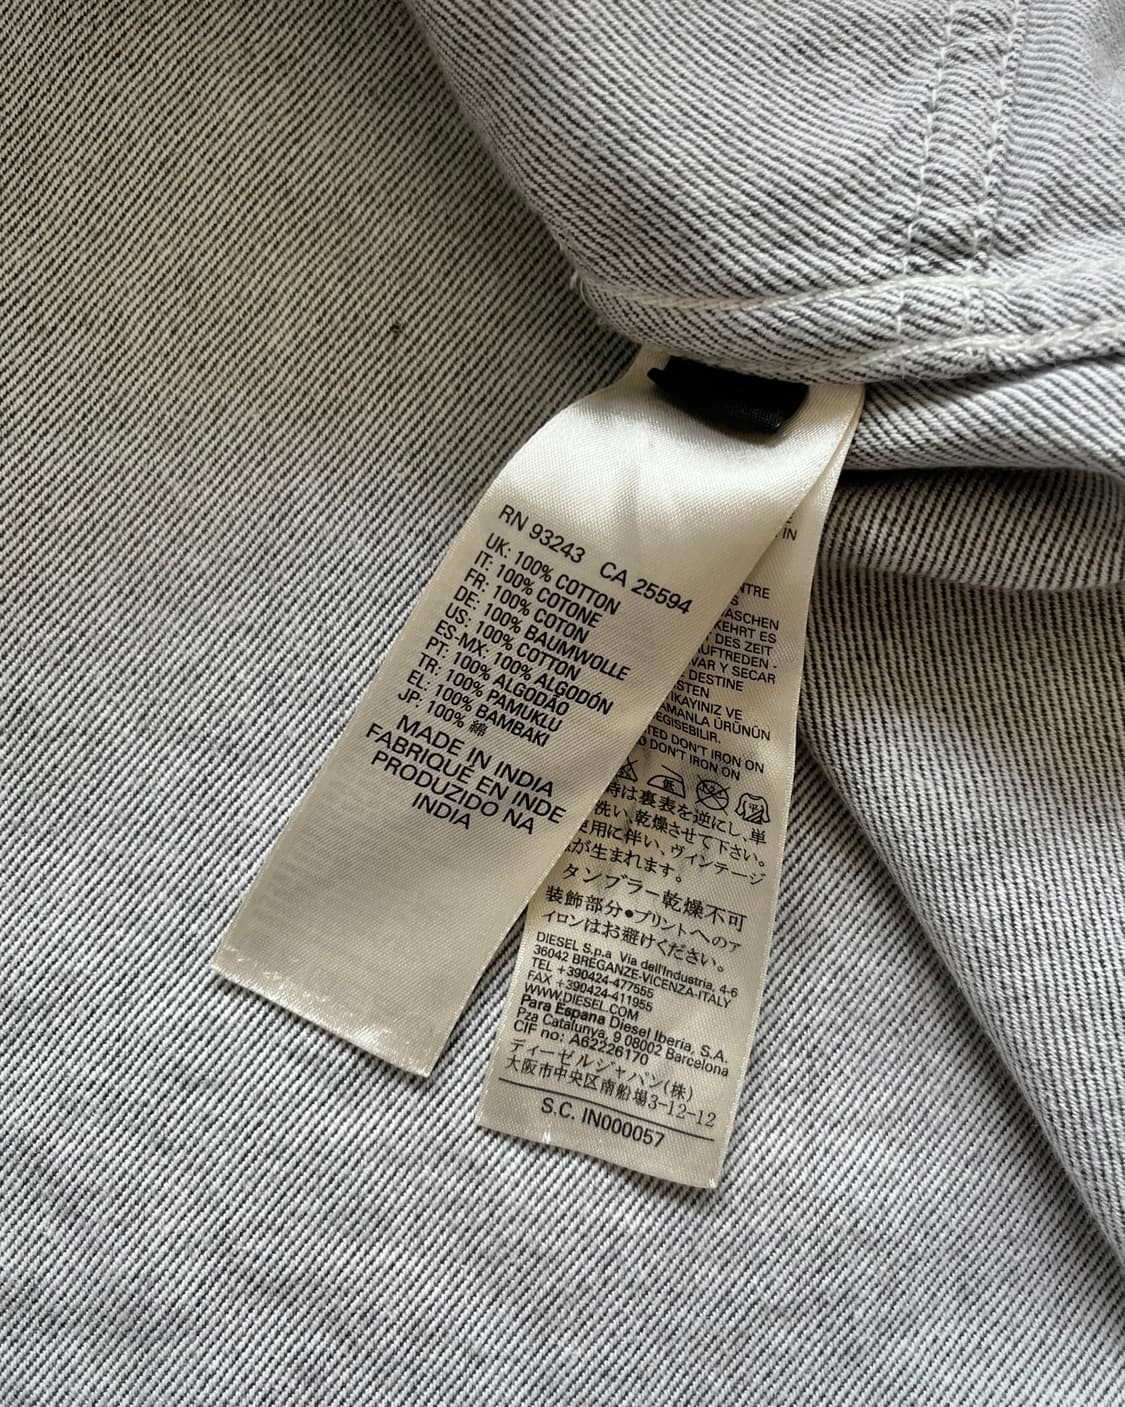 RN 93243 CA 25594
UK: 100% COTTON
IT: 100% COTONE
FR: 100% COTON
DE: 100% BAUMWOLLE
US: 100% COTTON
ES-MX: 100% ALGODÓN
PT: 100% ALGODÃO
TR: 100% PAMUKLU
EL: 100% BAMBAKI
JP: 100% 綿
MADE IN INDIA
FABRIQUÉ EN INDE
PRODUZIDO NA
INDIA
IN
KEHRT ES
DES ZEIT
AUFTREDEN -
VAR Y SECAR
DESTINE
YIKAYINIZ VE
ZAMANLA ÜRÜNÜN
DON'T IRON ON
DON'T IRON ON
低
は裏表を逆にし、単
洗い、乾燥させて下さい。
用に伴い、ヴィンテージ
が生まれます。
タンブラー乾燥不可
装飾部分●プリントへのア
イロンはお避けください。
DIESEL S.p.a Via dell'Industria, 4-6
36042 BREGANZE-VICENZA-ITALY
TEL +390424-477555
FAX +390424-411955
WWW.DIESEL.COM
Para Espana Diesel Iberia, S.A.
Pza Catalunya, 9 08002 Barcelona
CIF no: A62226170
ディーゼルジャパン(株)
大阪市中央区南船場3-12-12
S.C. IN000057